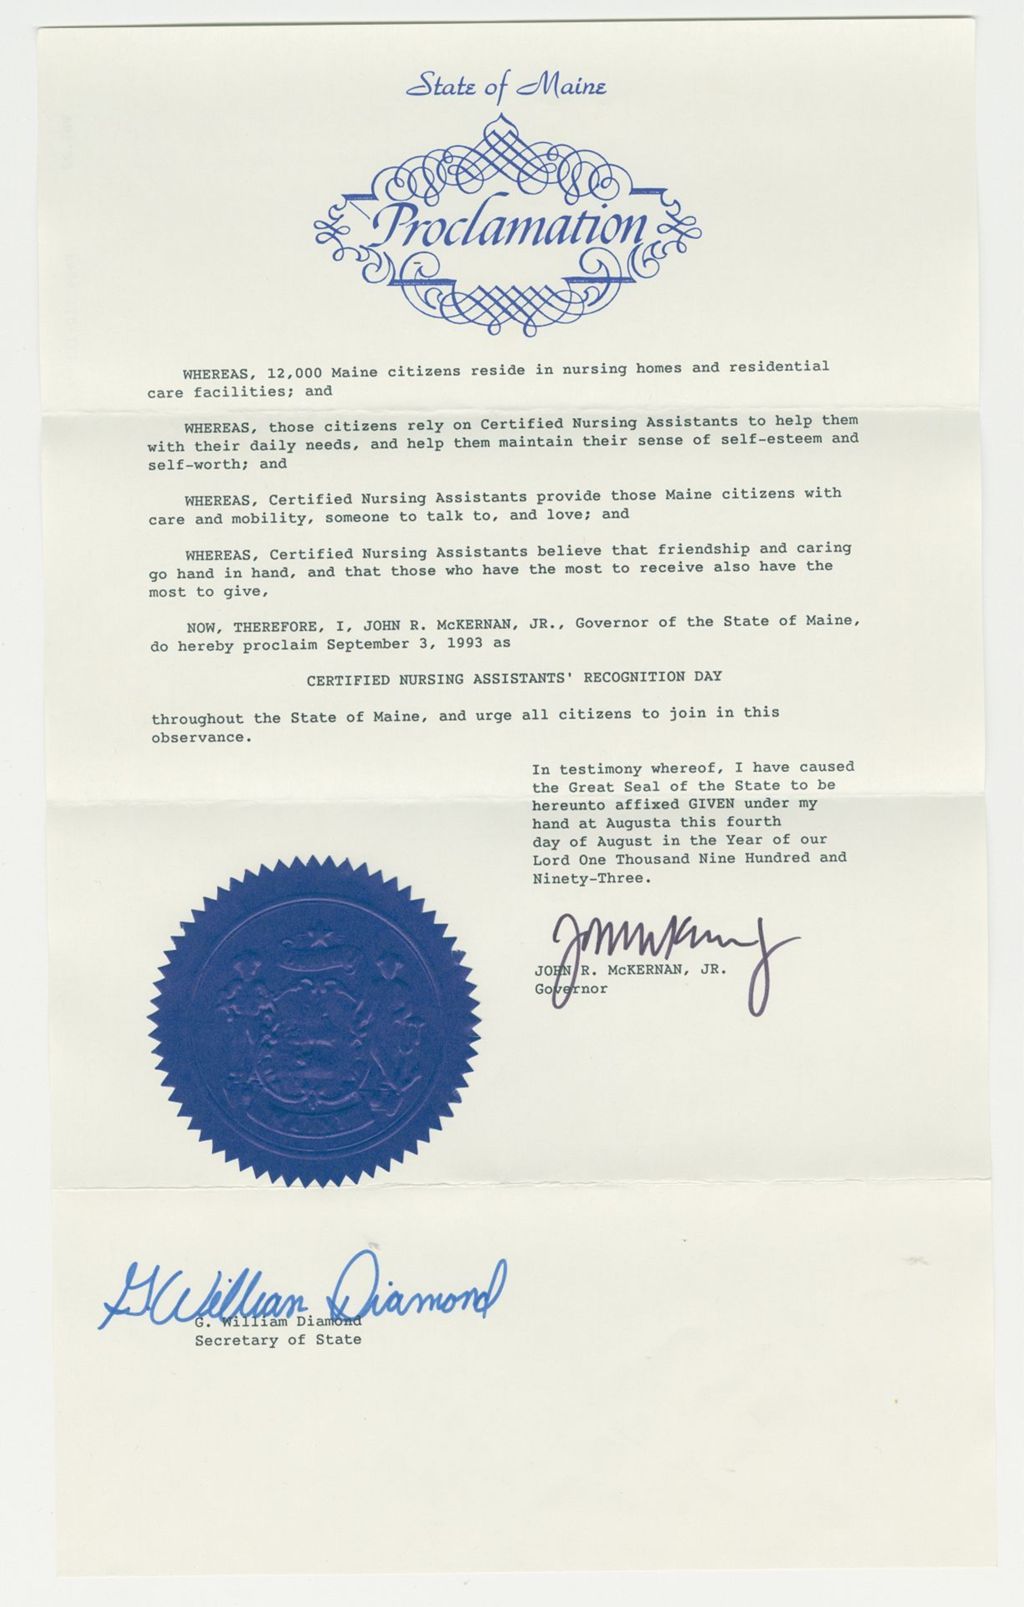 State of Maine
Proclamation
WHEREAS, 12,000 Maine citizens reside in nursing homes and residential
care facilities; and
WHEREAS, those citizens rely on Certified Nursing Assistants to help them
with their daily needs, and help them maintain their sense of self-esteem and
self-worth; and
WHEREAS, Certified Nursing Assistants provide those Maine citizens with
care and mobility, someone to talk to, and love; and
WHEREAS, Certified Nursing Assistants believe that friendship and caring
go hand in hand, and that those who have the most to receive also have the
most to give,
NOW, THEREFORE, I, JOHN R. McKERNAN, JR., Governor of the State of Maine,
do hereby proclaim September 3, 1993 as
CERTIFIED NURSING ASSISTANTS' RECOGNITION DAY
throughout the State of Maine, and urge all citizens to join in this
observance.
In testimony whereof, I have caused
the Great Seal of the State to be
hereunto affixed GIVEN under my
hand at Augusta this fourth
day of August in the Year of our
Lord One Thousand Nine Hundred and
Ninety-Three.
JOHN R. McKERNAN, JR.
Governor
G William Diamond
G. William Diamond
Secretary of State